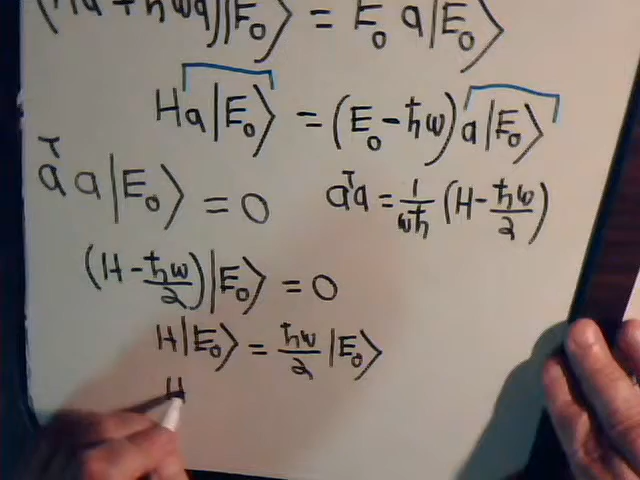 (Ha + ħωa)|E₀⟩ = E₀ a|E₀⟩
Ha|E₀⟩ = (E₀ - ħω)a|E₀⟩
a†a|E₀⟩ = 0
a†a = 1/ωħ (H - ħω/2)
(H - ħω/2)|E₀⟩ = 0
H|E₀⟩ = ħω/2 |E₀⟩
H